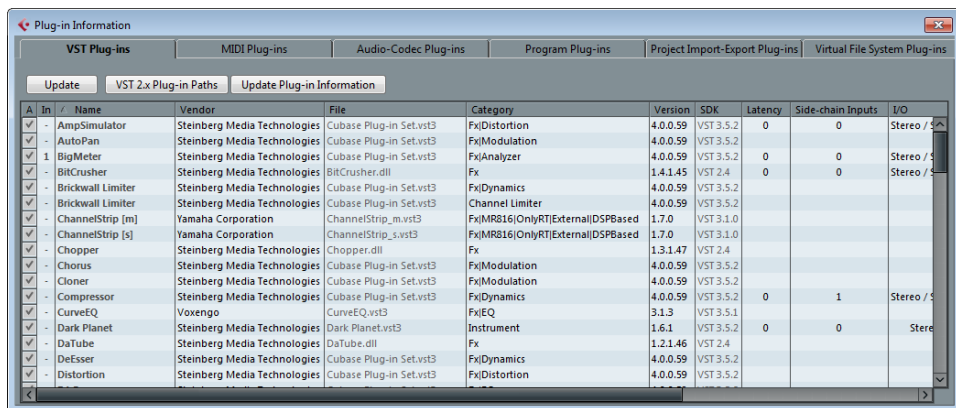 Plug-in Information
VST Plug-ins MIDI Plug-ins Audio-Codec Plug-ins Program Plug-ins Project Import-Export Plug-ins Virtual File System Plug-ins
Update VST 2.x Plug-in Paths Update Plug-in Information
A In Name Vendor File Category Version SDK Latency Side-chain Inputs I/O
- AmpSimulator Steinberg Media Technologies Cubase Plug-in Set.vst3 Fx|Distortion 4.0.0.59 VST 3.5.2 0 0 Stereo /
- AutoPan Steinberg Media Technologies Cubase Plug-in Set.vst3 Fx|Modulation 4.0.0.59 VST 3.5.2
1 BigMeter Steinberg Media Technologies Cubase Plug-in Set.vst3 Fx|Analyzer 4.0.0.59 VST 3.5.2 0 0 Stereo /
- BitCrusher Steinberg Media Technologies BitCrusher.dll Fx 1.4.1.45 VST 2.4 0 0 Stereo /
- Brickwall Limiter Steinberg Media Technologies Cubase Plug-in Set.vst3 Fx|Dynamics 4.0.0.59 VST 3.5.2
- Brickwall Limiter Steinberg Media Technologies Cubase Plug-in Set.vst3 Channel Limiter 4.0.0.59 VST 3.5.2
- ChannelStrip [m] Yamaha Corporation ChannelStrip_m.vst3 Fx|MR816|OnlyRT|External|DSPBased 1.7.0 VST 3.1.0
- ChannelStrip [s] Yamaha Corporation ChannelStrip_s.vst3 Fx|MR816|OnlyRT|External|DSPBased 1.7.0 VST 3.1.0
- Chopper Steinberg Media Technologies Chopper.dll Fx 1.3.1.47 VST 2.4
- Chorus Steinberg Media Technologies Cubase Plug-in Set.vst3 Fx|Modulation 4.0.0.59 VST 3.5.2
- Cloner Steinberg Media Technologies Cubase Plug-in Set.vst3 Fx|Modulation 4.0.0.59 VST 3.5.2
- Compressor Steinberg Media Technologies Cubase Plug-in Set.vst3 Fx|Dynamics 4.0.0.59 VST 3.5.2 0 1 Stereo /
- CurveEQ Voxengo CurveEQ.vst3 Fx|EQ 3.1.3 VST 3.5.1
- Dark Planet Steinberg Media Technologies Dark Planet.vst3 Instrument 1.6.1 VST 3.5.2 0 0 Stere
- DaTube Steinberg Media Technologies DaTube.dll Fx 1.2.1.46 VST 2.4
- DeEsser Steinberg Media Technologies Cubase Plug-in Set.vst3 Fx|Dynamics 4.0.0.59 VST 3.5.2
- Distortion Steinberg Media Technologies Cubase Plug-in Set.vst3 Fx|Distortion 4.0.0.59 VST 3.5.2